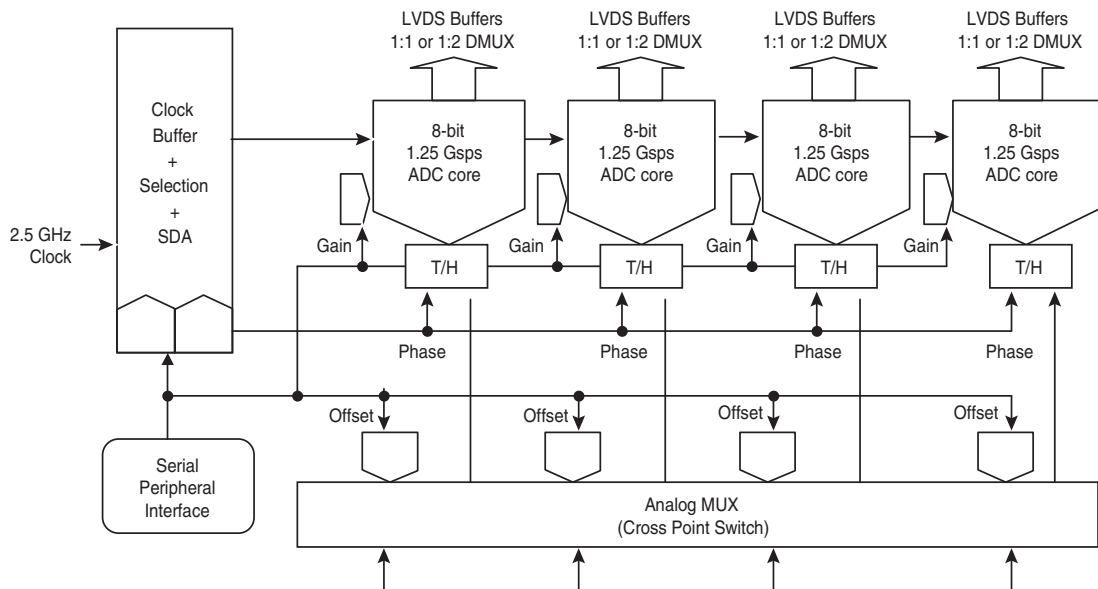 LVDS Buffers
1:1 or 1:2 DMUX
LVDS Buffers
1:1 or 1:2 DMUX
LVDS Buffers
1:1 or 1:2 DMUX
LVDS Buffers
1:1 or 1:2 DMUX
Clock
Buffer
+
Selection
+
SDA
8-bit
1.25 Gsps
ADC core
8-bit
1.25 Gsps
ADC core
8-bit
1.25 Gsps
ADC core
8-bit
1.25 Gsps
ADC core
2.5 GHz
Clock
Gain
Gain
Gain
Gain
T/H
T/H
T/H
T/H
Phase
Phase
Phase
Phase
Offset
Offset
Offset
Offset
Serial
Peripheral
Interface
Analog MUX
(Cross Point Switch)